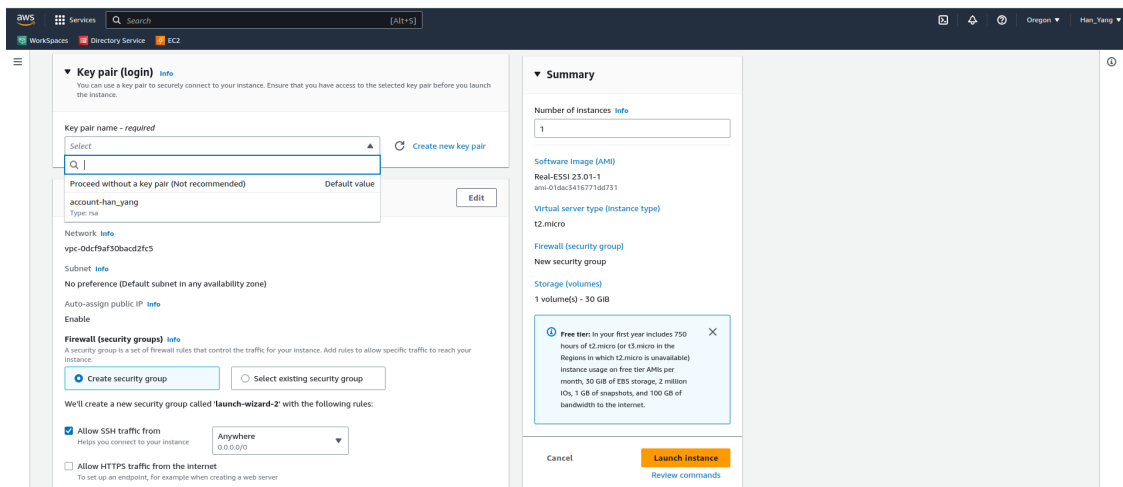 aws
Services
Search
[Alt+S]
Oregon ▼
Han_Yang ▼
WorkSpaces
Directory Service
EC2
▼ Key pair (login) Info
You can use a key pair to securely connect to your instance. Ensure that you have access to the selected key pair before you launch
the instance.
Key pair name - required
Select
Create new key pair
Proceed without a key pair (Not recommended)
Default value
account-han_yang
Type: rsa
Edit
Network Info
vpc-0dcf9af30bacd2fc5
Subnet Info
No preference (Default subnet in any availability zone)
Auto-assign public IP Info
Enable
Firewall (security groups) Info
A security group is a set of firewall rules that control the traffic for your instance. Add rules to allow specific traffic to reach your
instance.
Create security group
Select existing security group
We'll create a new security group called 'launch-wizard-2' with the following rules:
Allow SSH traffic from
Helps you connect to your instance
Anywhere
0.0.0.0/0
Allow HTTPS traffic from the internet
To set up an endpoint, for example when creating a web server
▼ Summary
Number of instances Info
1
Software Image (AMI)
Real-ESSI 23.01-1
ami-01dac3416771dd731
Virtual server type (instance type)
t2.micro
Firewall (security group)
New security group
Storage (volumes)
1 volume(s) - 30 GiB
Free tier: In your first year includes 750
hours of t2.micro (or t3.micro in the
Regions in which t2.micro is unavailable)
instance usage on free tier AMIs per
month, 30 GiB of EBS storage, 2 million
IOs, 1 GB of snapshots, and 100 GB of
bandwidth to the internet.
Cancel
Launch instance
Review commands